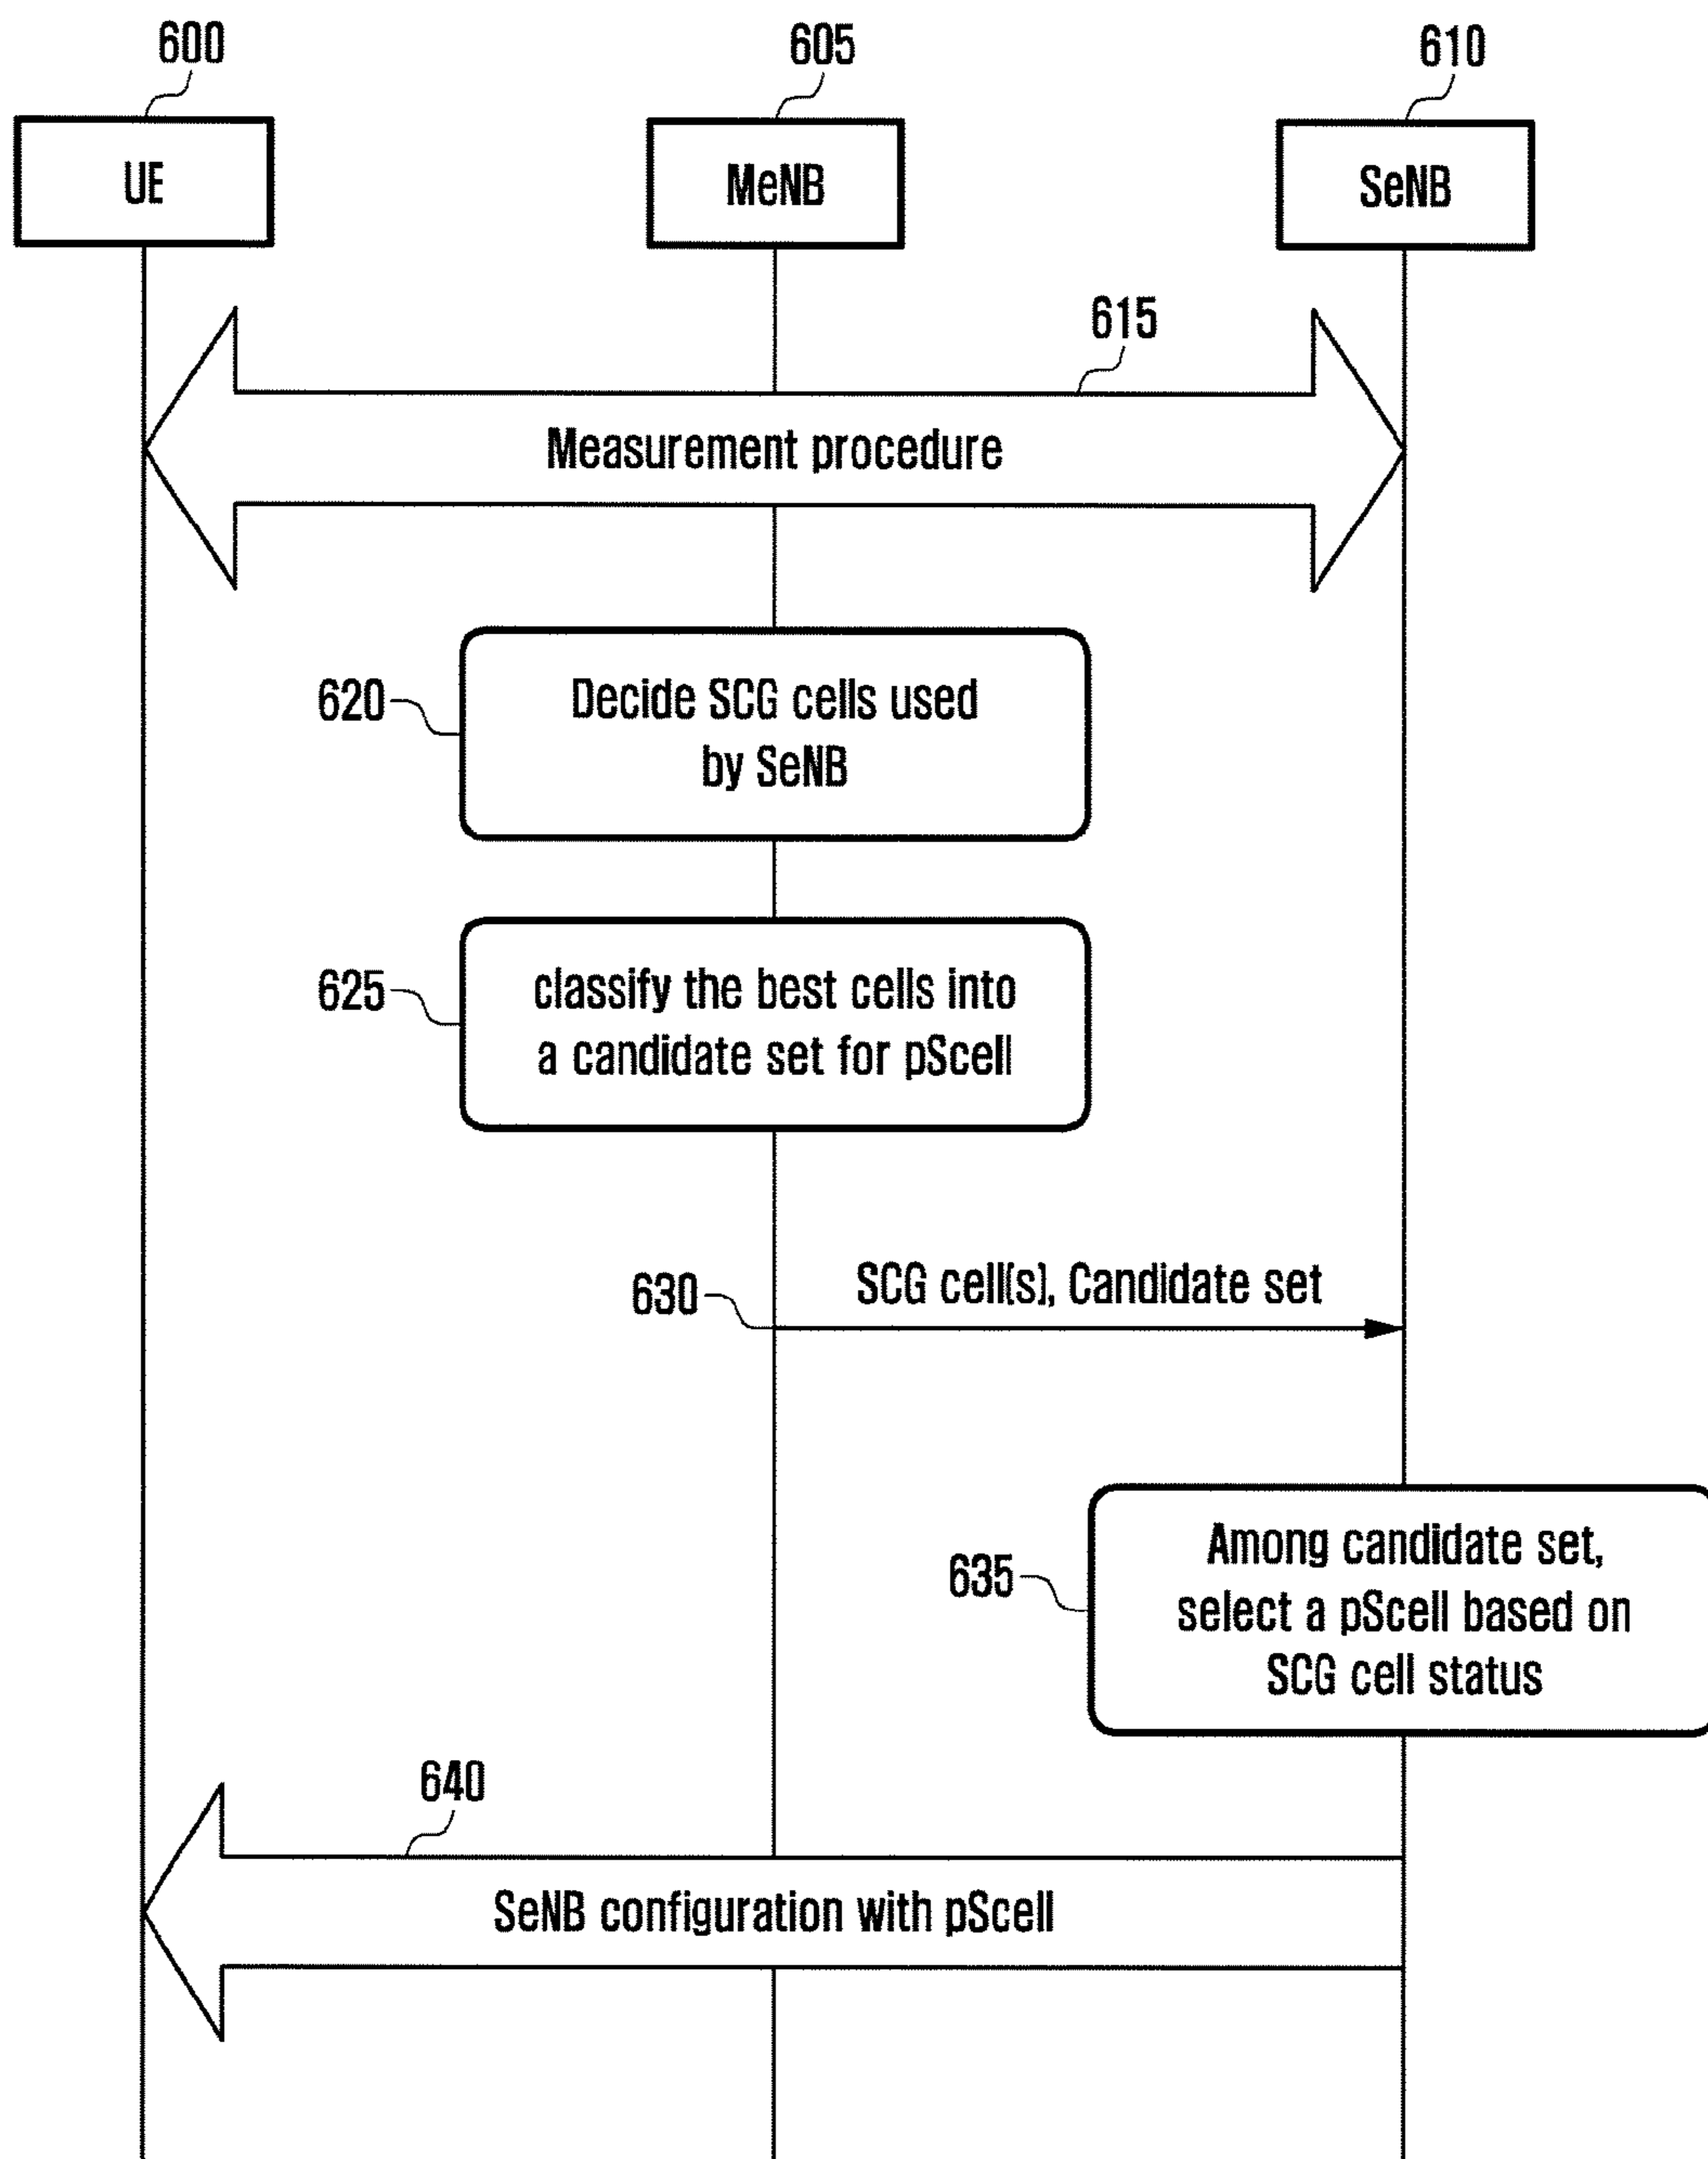 600
605
610
UE
MeNB
SeNB
615
Measurement procedure
620
Decide SCG cells used
by SeNB
625
classify the best cells into
a candidate set for pScell
630
SCG cell(s), Candidate set
635
Among candidate set,
select a pScell based on
SCG cell status
640
SeNB configuration with pScell